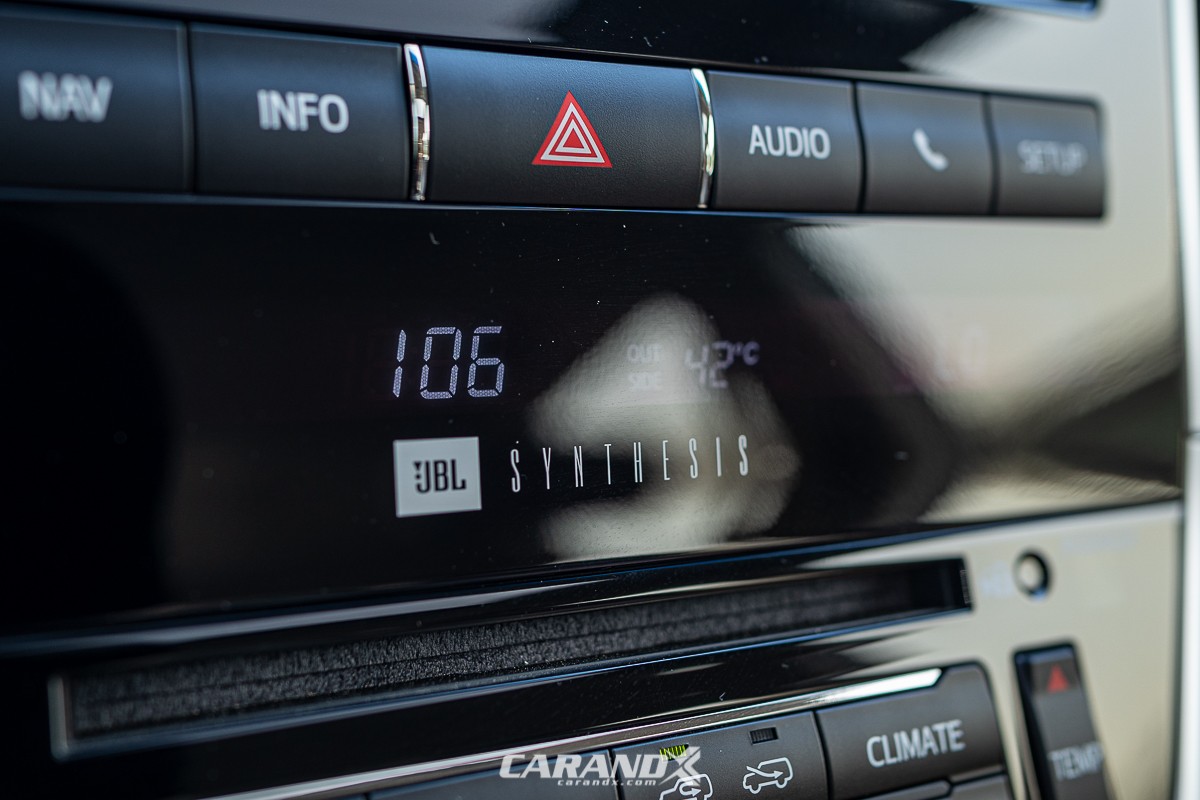 NAV
INFO
AUDIO
SETUP
106
OUT SIDE 42°C
JBL SYNTHESIS
CLIMATE
TEMP
CARANDX
carandx.com